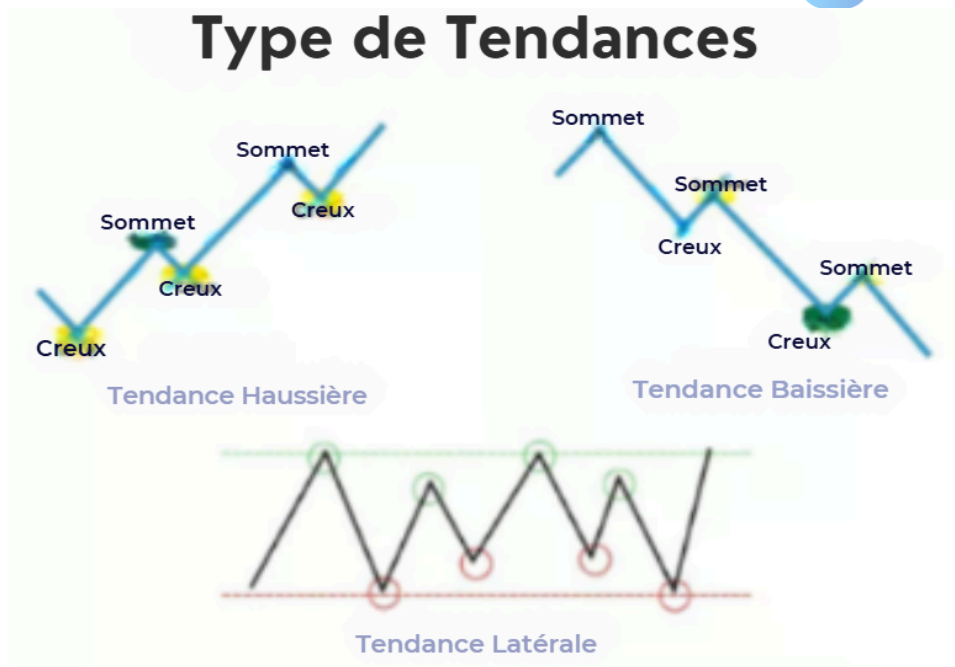 Type de Tendances
Sommet
Creux
Sommet
Creux
Sommet
Creux
Tendance Haussière
Sommet
Creux
Sommet
Creux
Sommet
Tendance Baissière
Tendance Latérale